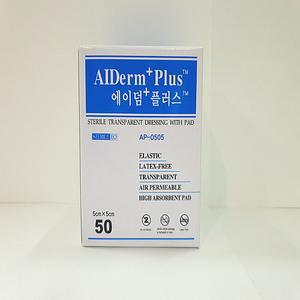 AIDerm+Plus™
에이덤+플러스™
STERILE TRANSPARENT DRESSING WITH PAD
STERILE EO
AP-0505
ELASTIC
LATEX-FREE
TRANSPARENT
AIR PERMEABLE
HIGH ABSORBENT PAD
5cm×5cm
50